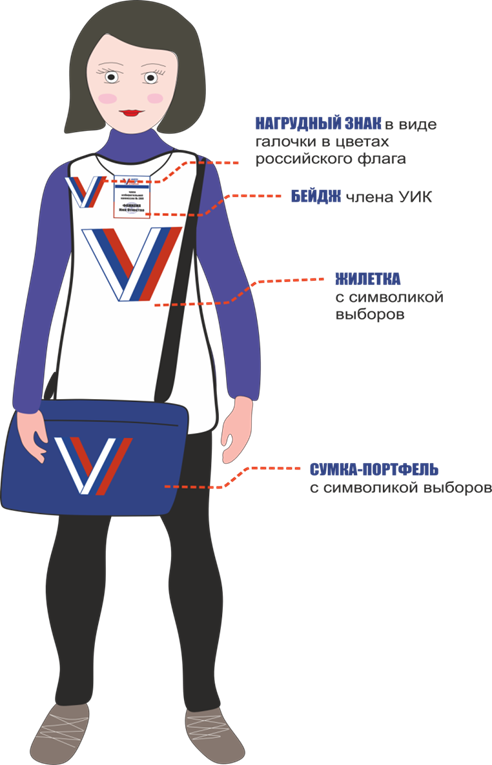 НАГРУДНЫЙ ЗНАК в виде
галочки в цветах
российского флага
БЕЙДЖ члена УИК
ЖИЛЕТКА
с символикой
выборов
СУМКА-ПОРТФЕЛЬ
с символикой выборов